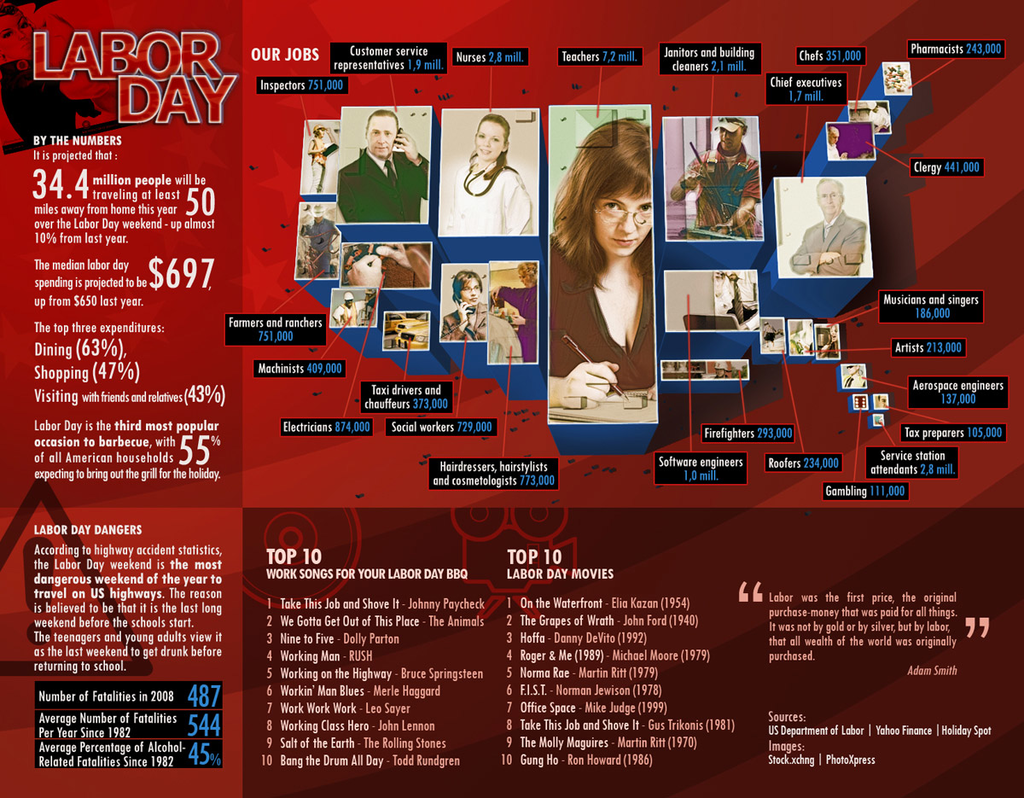 LABOR
DAY
BY THE NUMBERS
It is projected that :
34.4 million people will be
traveling at least 50
miles away from home this year
over the Labor Day weekend - up almost
10% from last year.
The median labor day
spending is projected to be $697,
up from $650 last year.
The top three expenditures:
Dining (63%),
Shopping (47%)
Visiting with friends and relatives (43%)
Labor Day is the third most popular
occasion to barbecue, with 55%
of all American households
expecting to bring out the grill for the holiday.
OUR JOBS
Inspectors 751,000
Customer service
representatives 1,9 mill.
Nurses 2,8 mill.
Teachers 7,2 mill.
Janitors and building
cleaners 2,1 mill.
Chefs 351,000
Pharmacists 243,000
Chief executives
1,7 mill.
Clergy 441,000
Farmers and ranchers
751,000
Machinists 409,000
Electricians 874,000
Taxi drivers and
chauffeurs 373,000
Social workers 729,000
Hairdressers, hairstylists
and cosmetologists 773,000
Software engineers
1,0 mill.
Firefighters 293,000
Roofers 234,000
Musicians and singers
186,000
Artists 213,000
Aerospace engineers
137,000
Tax preparers 105,000
Service station
attendants 2,8 mill.
Gambling 111,000
LABOR DAY DANGERS
According to highway accident statistics,
the Labor Day weekend is the most
dangerous weekend of the year to
travel on US highways. The reason
is believed to be that it is the last long
weekend before the schools start.
The teenagers and young adults view it
as the last weekend to get drunk before
returning to school.
Number of Fatalities in 2008 487
Average Number of Fatalities
Per Year Since 1982 544
Average Percentage of Alcohol-
Related Fatalities Since 1982 45%
TOP 10
WORK SONGS FOR YOUR LABOR DAY BBQ
1 Take This Job and Shove It - Johnny Paycheck
2 We Gotta Get Out of This Place - The Animals
3 Nine to Five - Dolly Parton
4 Working Man - RUSH
5 Working on the Highway - Bruce Springsteen
6 Workin' Man Blues - Merle Haggard
7 Work Work Work - Leo Sayer
8 Working Class Hero - John Lennon
9 Salt of the Earth - The Rolling Stones
10 Bang the Drum All Day - Todd Rundgren
TOP 10
LABOR DAY MOVIES
1 On the Waterfront - Elia Kazan (1954)
2 The Grapes of Wrath - John Ford (1940)
3 Hoffa - Danny DeVito (1992)
4 Roger & Me (1989) - Michael Moore (1979)
5 Norma Rae - Martin Ritt (1979)
6 F.I.S.T. - Norman Jewison (1978)
7 Office Space - Mike Judge (1999)
8 Take This Job and Shove It - Gus Trikonis (1981)
9 The Molly Maguires - Martin Ritt (1970)
10 Gung Ho - Ron Howard (1986)
“ Labor was the first price, the original
purchase-money that was paid for all things.
It was not by gold or by silver, but by labor,
that all wealth of the world was originally
purchased. ”
Adam Smith
Sources:
US Department of Labor | Yahoo Finance | Holiday Spot
Images:
Stock.xchng | PhotoXpress